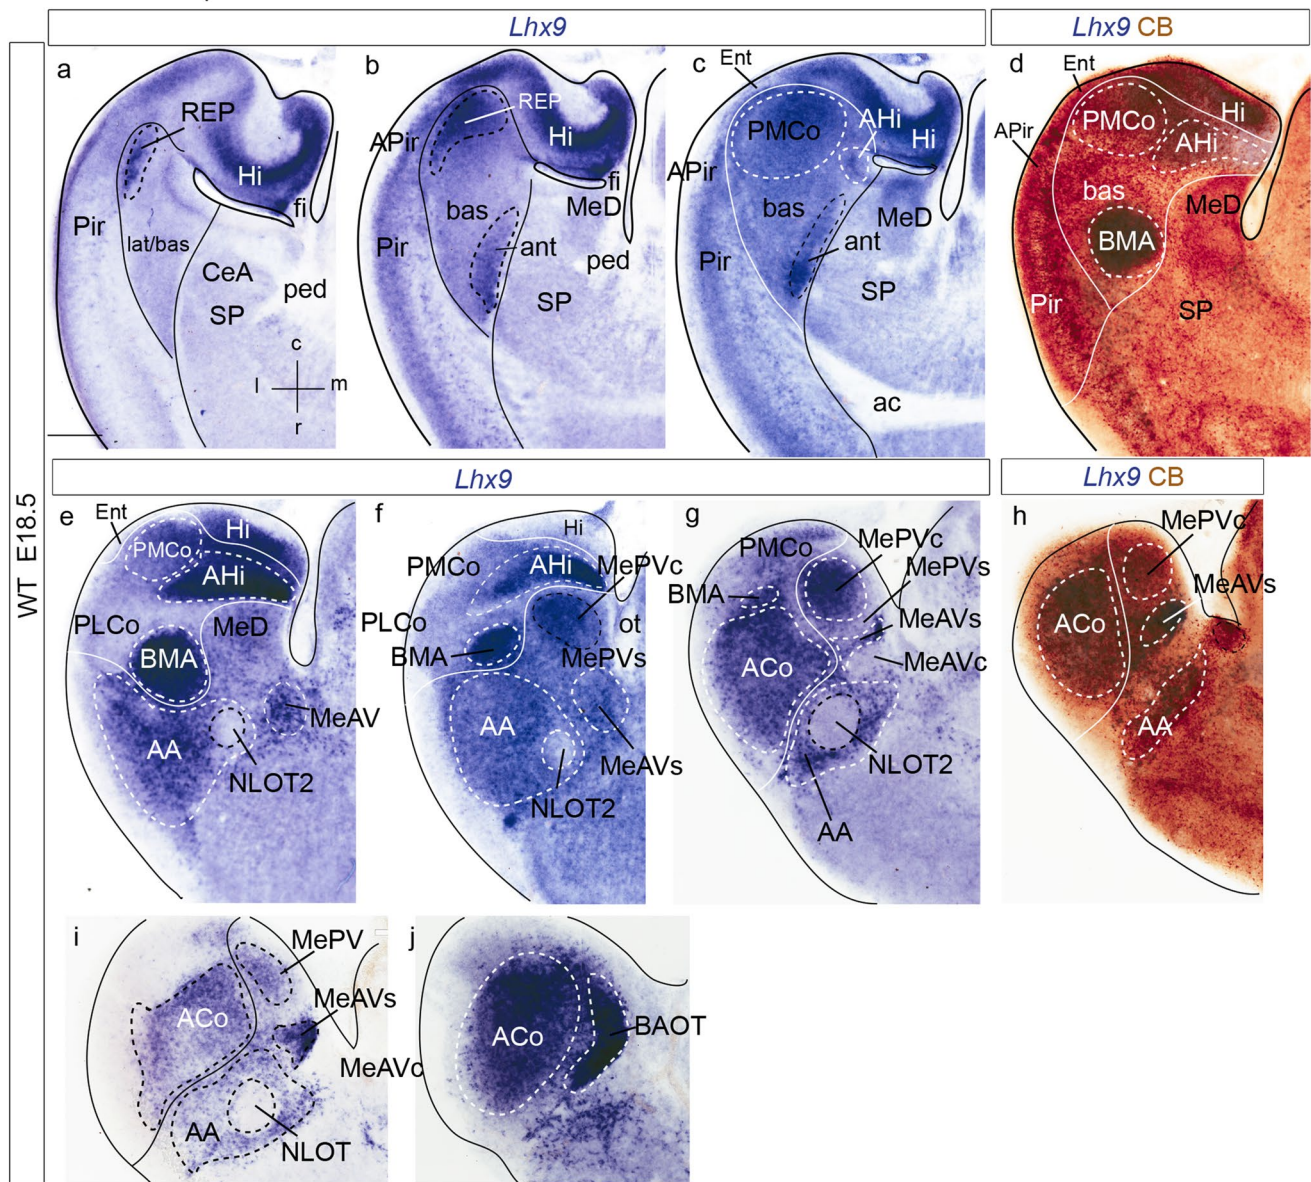 Lhx9
Lhx9 CB
WT E18.5
a
REP
Hi
fi
Pir
lat/bas
CeA
ped
SP
c
l
m
r
b
REP
Hi
APir
fi
bas
MeD
Pir
ant
ped
SP
c
Ent
PMCo
AHi
Hi
APir
bas
MeD
ant
Pir
SP
ac
d
Ent
PMCo
Hi
APir
AHi
bas
MeD
BMA
Pir
SP
Lhx9
Lhx9 CB
e
Ent
Hi
PMCo
AHi
PLCo
MeD
BMA
MeAV
AA
NLOT2
f
Hi
PMCo
AHi
MePVc
PLCo
ot
BMA
MePVs
AA
MeAVs
NLOT2
g
PMCo
MePVc
MePVs
BMA
MeAVs
ACo
MeAVc
NLOT2
AA
h
MePVc
MeAVs
ACo
AA
i
MePV
MeAVs
ACo
MeAVc
AA
NLOT
j
ACo
BAOT